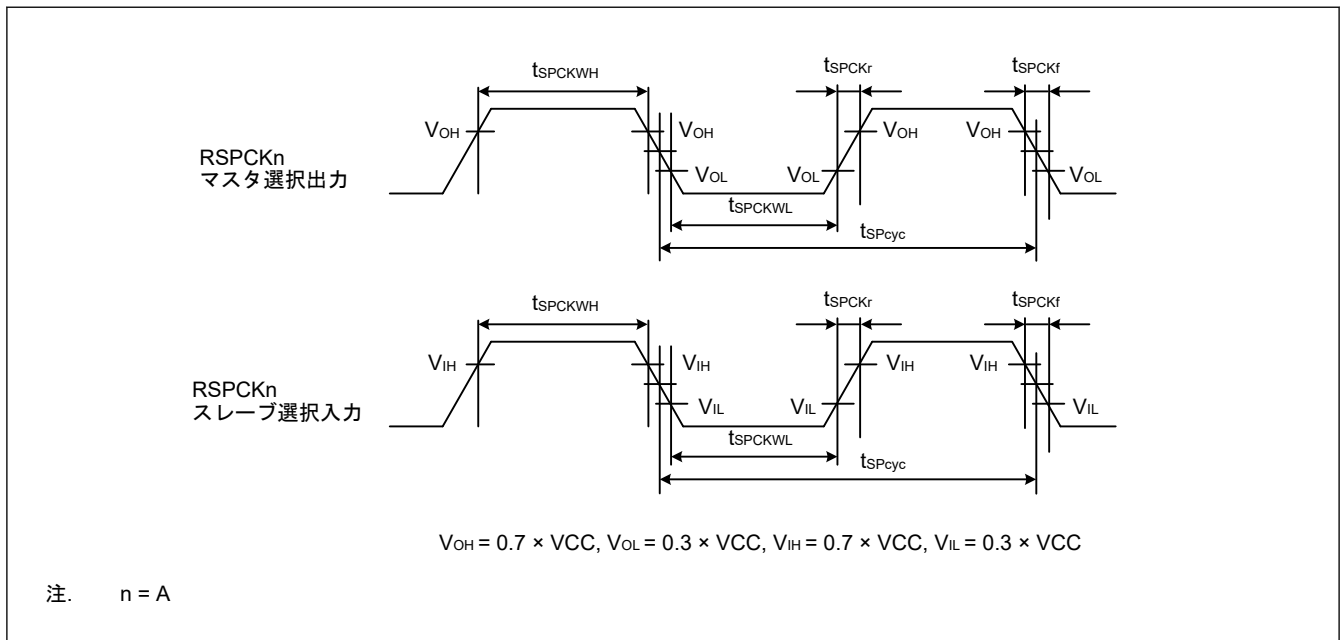 tSPCKWH
tSPCKr
tSPCKf
VOH
VOH
VOH
VOH
RSPCKn
マスタ選択出力
VOL
VOL
VOL
tSPCKWL
tSPcyc
tSPCKWH
tSPCKr
tSPCKf
VIH
VIH
VIH
VIH
RSPCKn
スレーブ選択入力
VIL
VIL
VIL
tSPCKWL
tSPcyc
VOH = 0.7 × VCC, VOL = 0.3 × VCC, VIH = 0.7 × VCC, VIL = 0.3 × VCC
注. n = A